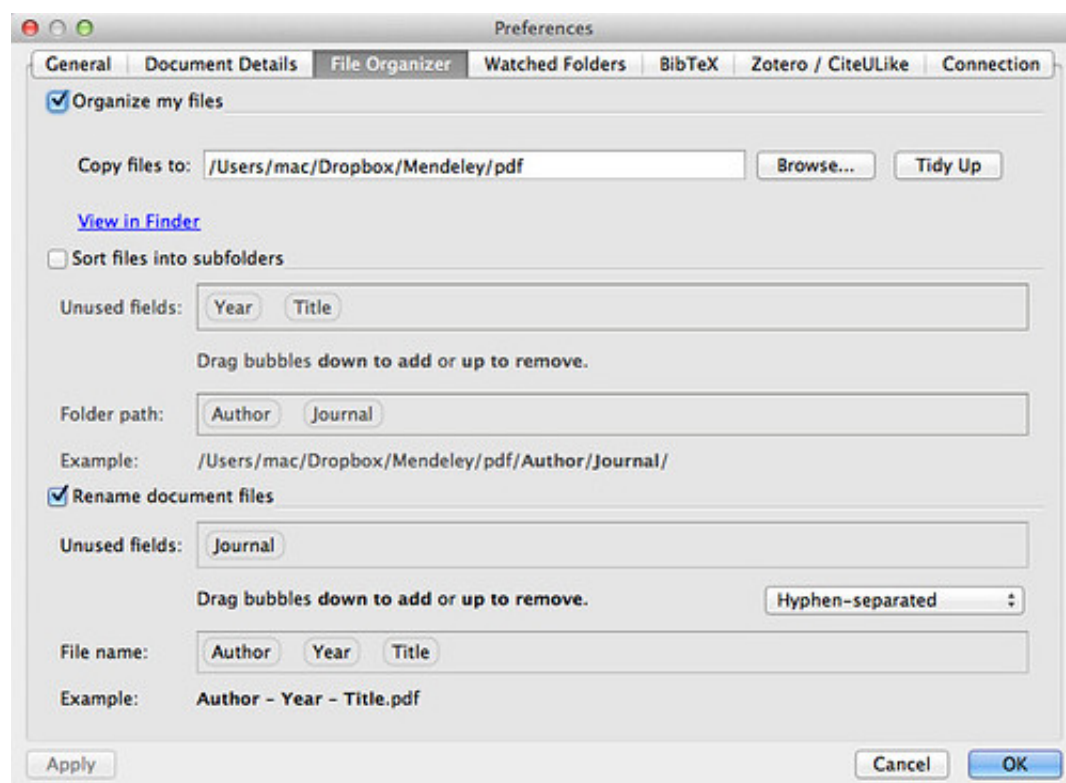 Preferences
General Document Details File Organizer Watched Folders BibTeX Zotero / CiteULike Connection
Organize my files
Copy files to: /Users/mac/Dropbox/Mendeley/pdf Browse... Tidy Up
View in Finder
Sort files into subfolders
Unused fields: Year Title
Drag bubbles down to add or up to remove.
Folder path: Author Journal
Example: /Users/mac/Dropbox/Mendeley/pdf/Author/Journal/
Rename document files
Unused fields: Journal
Drag bubbles down to add or up to remove. Hyphen-separated
File name: Author Year Title
Example: Author - Year - Title.pdf
Apply Cancel OK